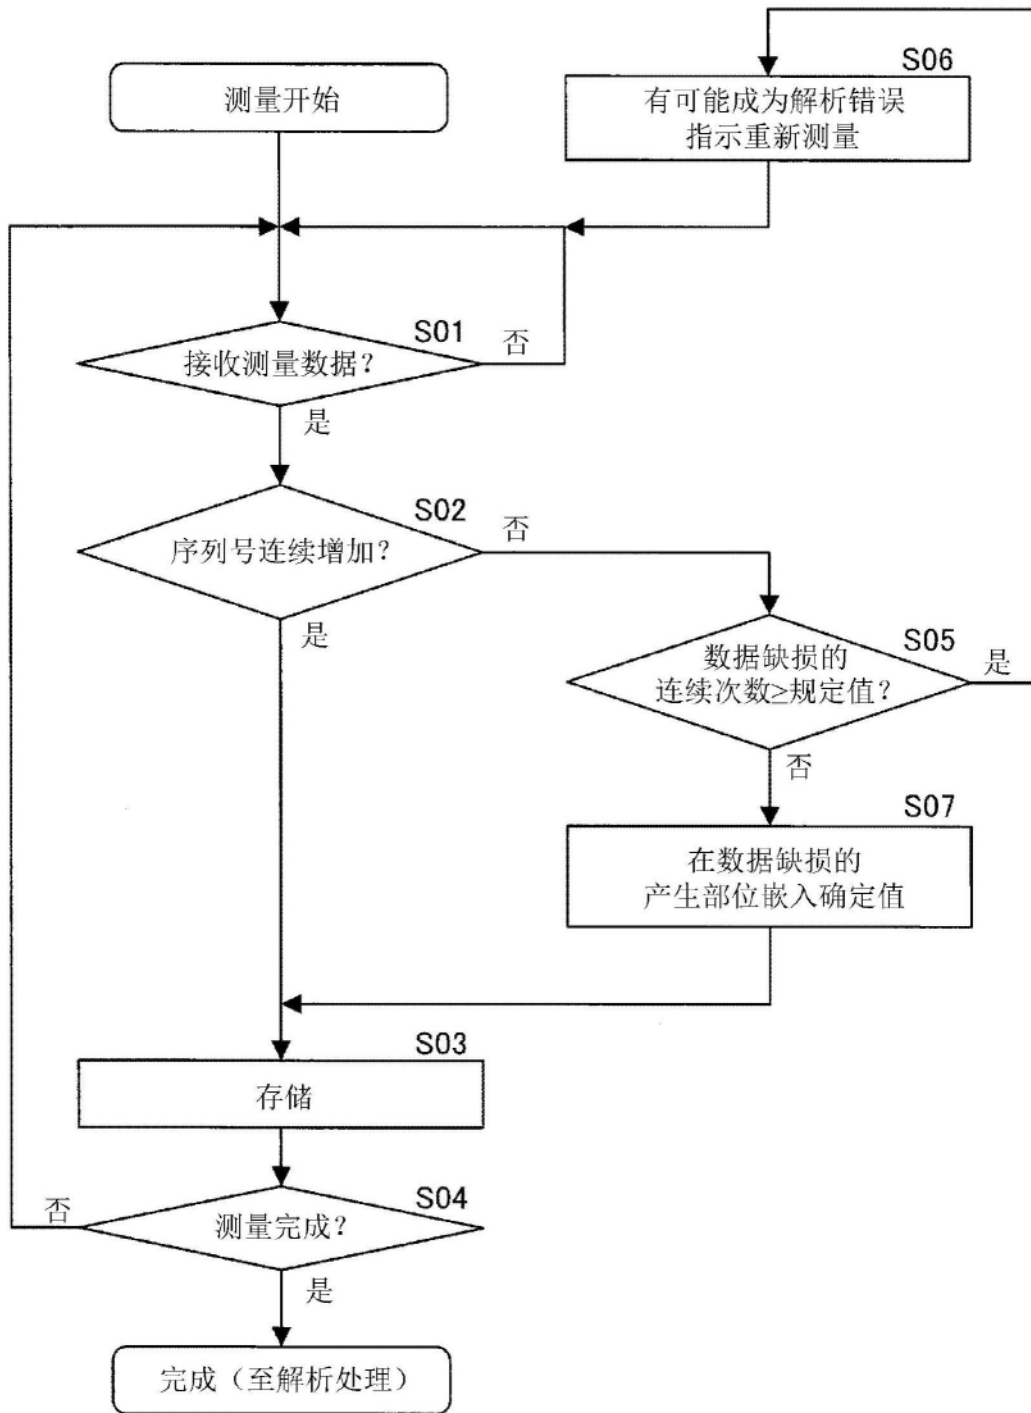 测量开始
S06
有可能成为解析错误
指示重新测量
S01
接收测量数据?
否
是
S02
序列号连续增加?
否
是
S05
数据缺损的
连续次数≥规定值?
是
否
S07
在数据缺损的
产生部位嵌入确定值
S03
存储
S04
测量完成?
否
是
完成（至解析处理）